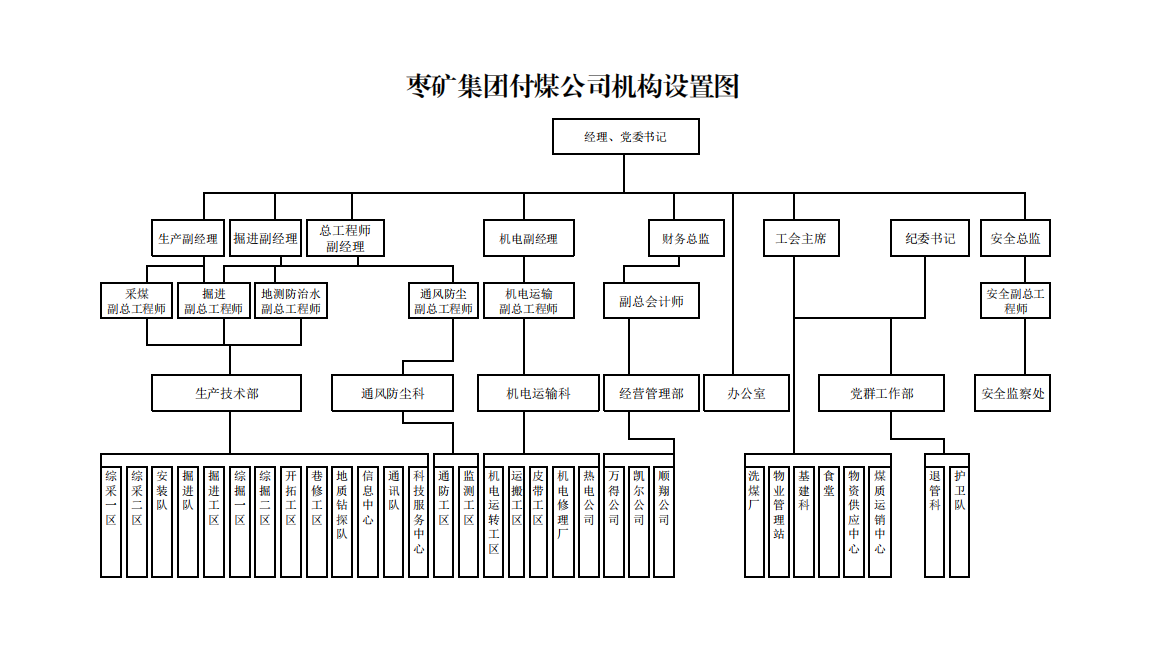 枣矿集团付煤公司机构设置图
经理、党委书记
生产副经理
掘进副经理
总工程师
副经理
机电副经理
财务总监
工会主席
纪委书记
安全总监
采煤
副总工程师
掘进
副总工程师
地测防治水
副总工程师
通风防尘
副总工程师
机电运输
副总工程师
副总会计师
安全副总工
程师
生产技术部
通风防尘科
机电运输科
经营管理部
办公室
党群工作部
安全监察处
综采一区
综采二区
安装队
掘进队
掘进工区
综掘一区
综掘二区
开拓工区
巷修工区
地质钻探队
信息中心
通讯队
科技服务中心
通防工区
监测工区
机电运转工区
运搬工区
皮带工区
机电修理厂
热电公司
万得公司
凯尔公司
顺翔公司
洗煤厂
物业管理站
基建科
食堂
物资供应中心
煤质运销中心
退管科
护卫队